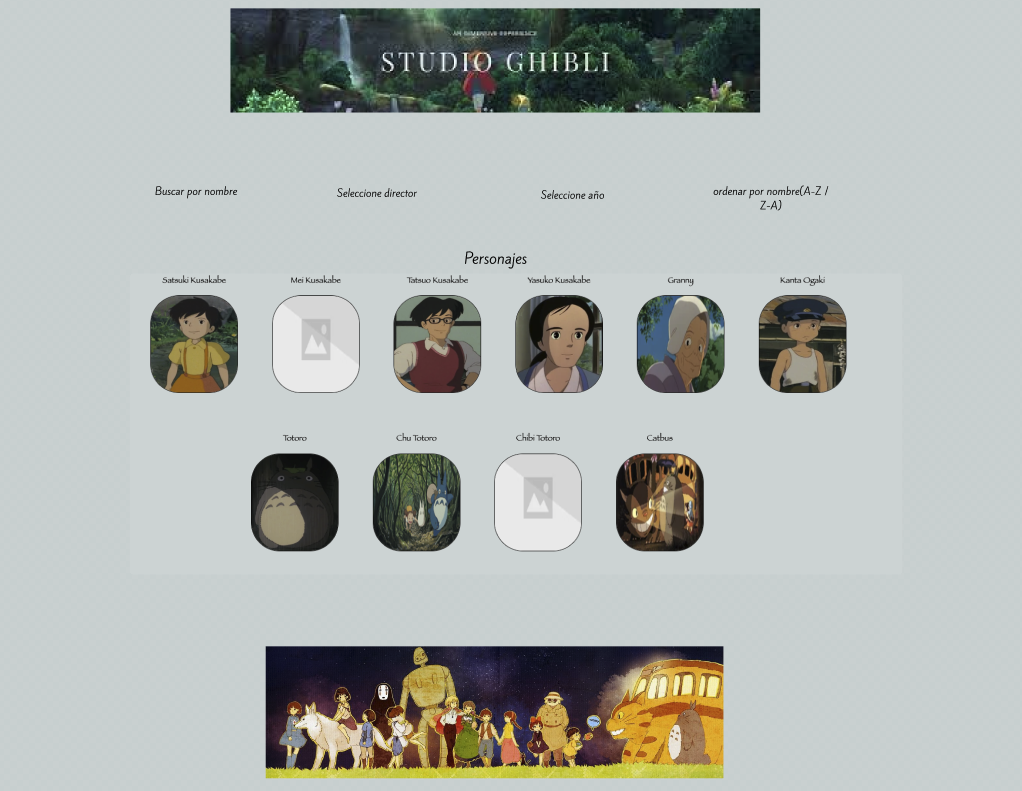 AN IMMERSIVE EXPERIENCE
STUDIO GHIBLI
Buscar por nombre
Seleccione director
Seleccione año
ordenar por nombre(A-Z /
Z-A)
Personajes
Satsuki Kusakabe
Mei Kusakabe
Tatsuo Kusakabe
Yasuko Kusakabe
Granny
Kanta Ogaki
Totoro
Chu Totoro
Chibi Totoro
Catbus